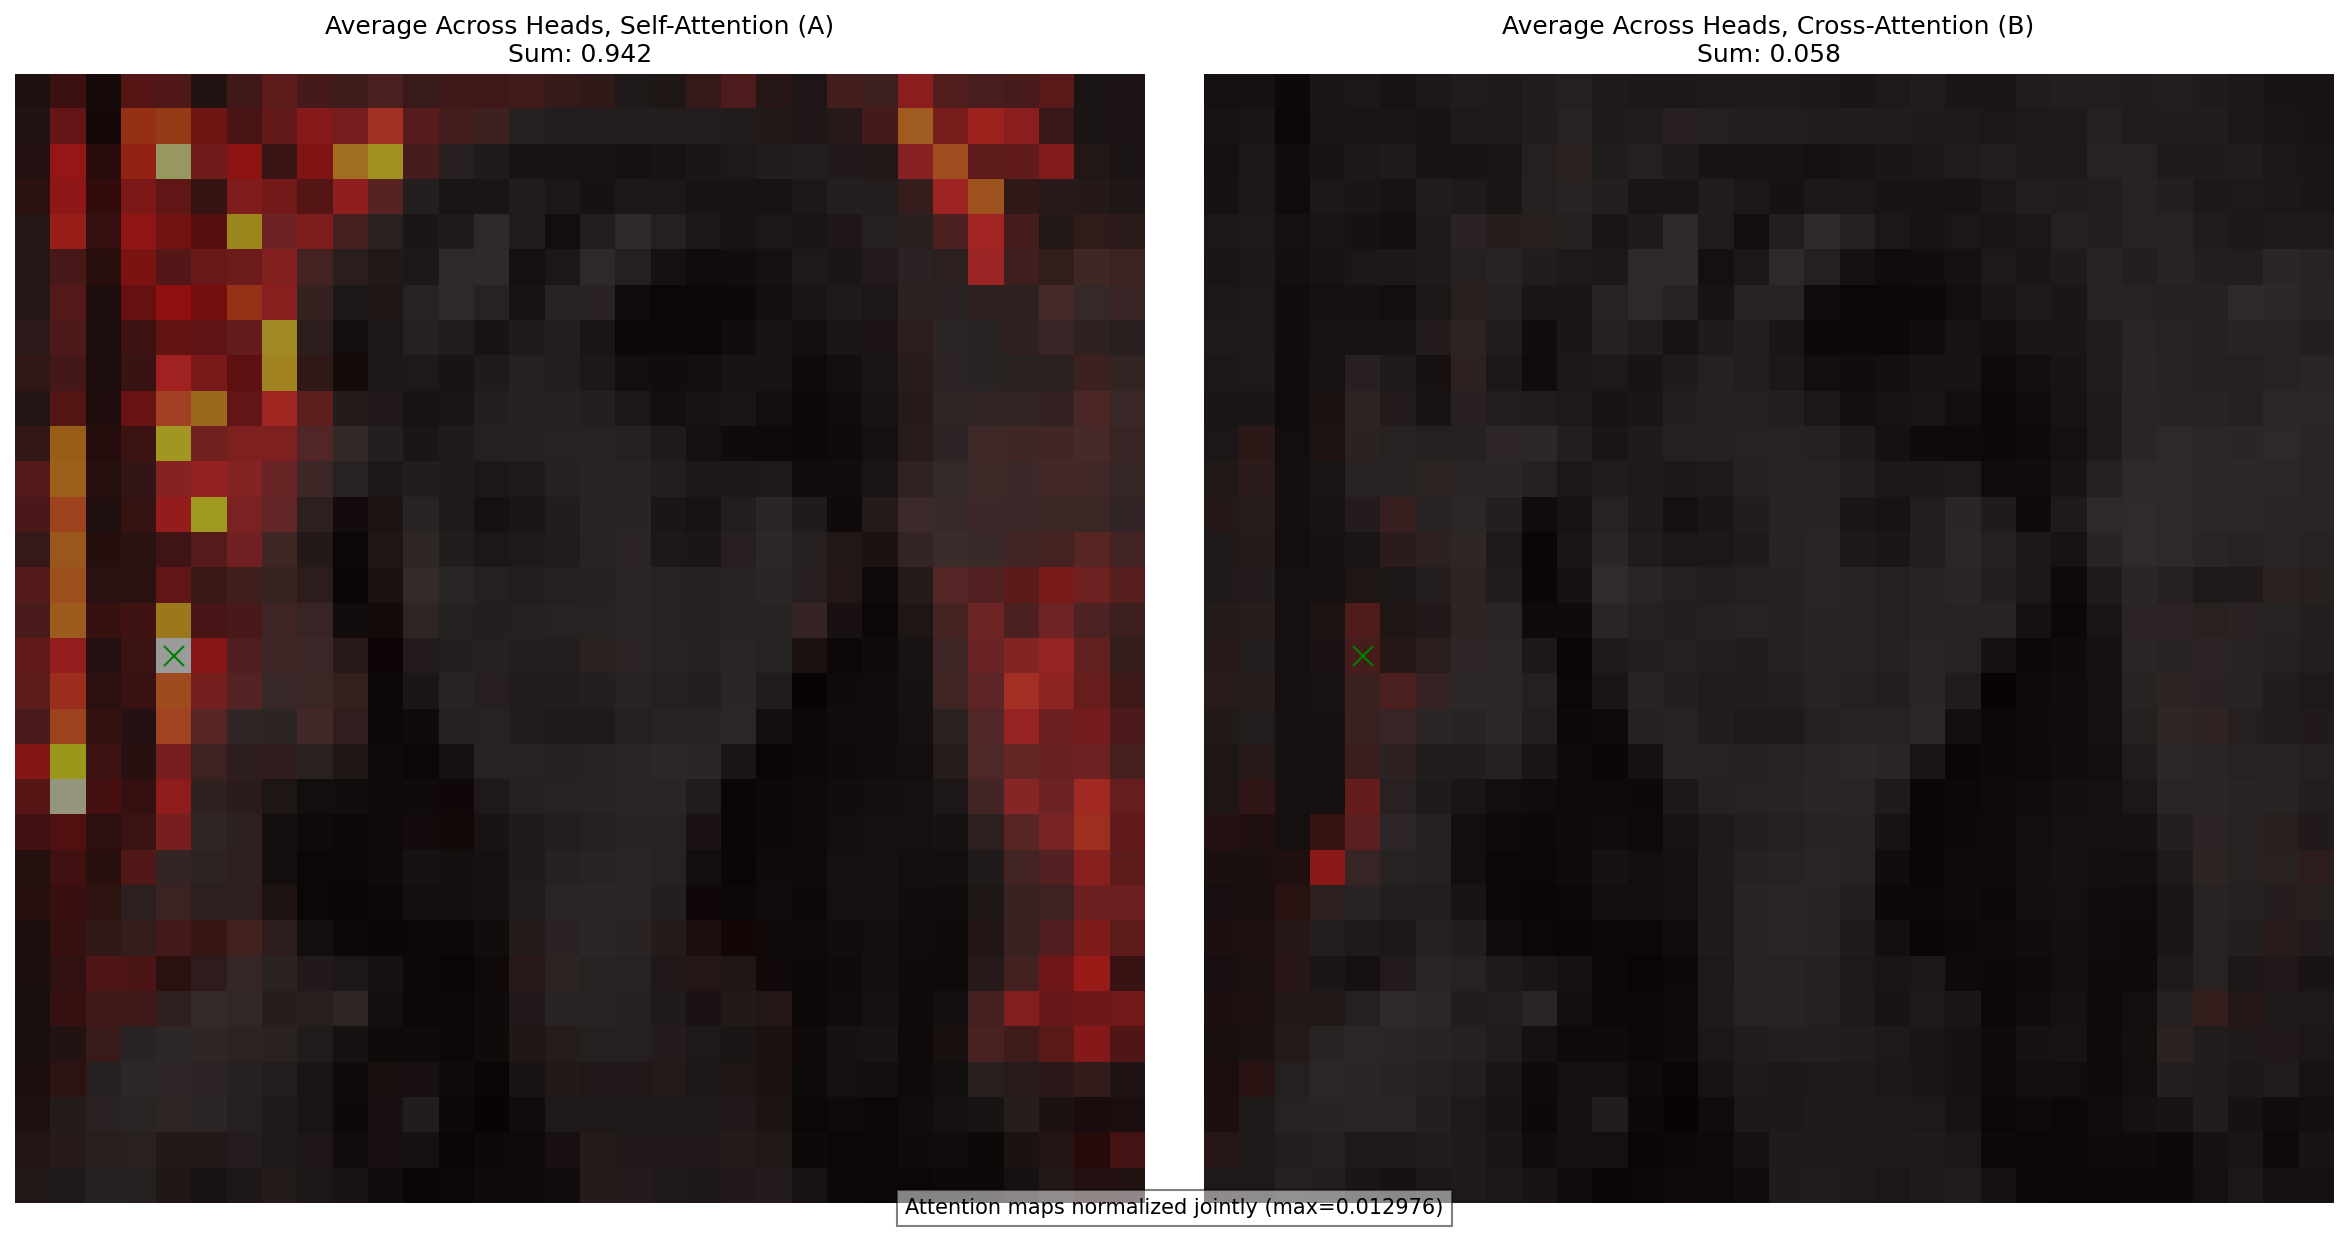 Average Across Heads, Self-Attention (A)
Sum: 0.942
Average Across Heads, Cross-Attention (B)
Sum: 0.058
Attention maps normalized jointly (max=0.012976)